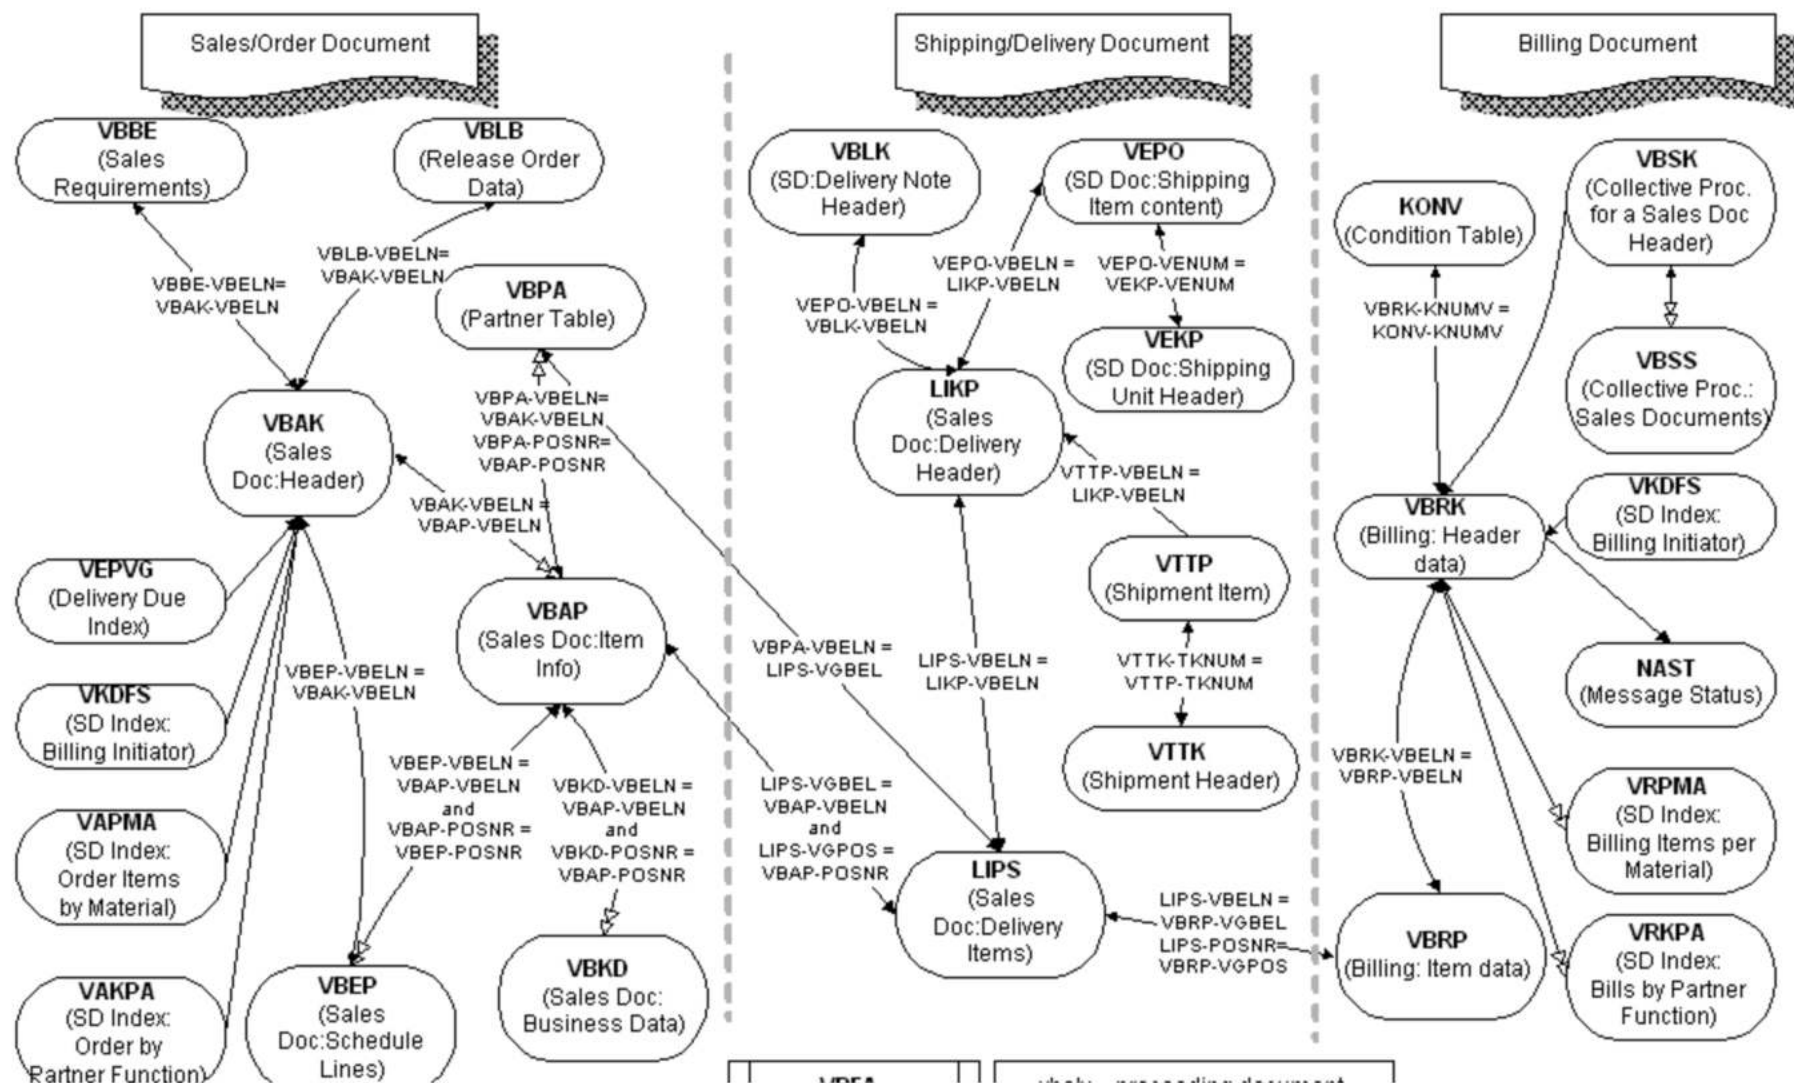 Sales/Order Document
Shipping/Delivery Document
Billing Document
VBBE
(Sales
Requirements)
VBLB
(Release Order
Data)
VBBE-VBELN=
VBAK-VBELN
VBLB-VBELN=
VBAK-VBELN
VBPA
(Partner Table)
VBPA-VBELN=
VBAK-VBELN
VBPA-POSNR=
VBAP-POSNR
VBAK
(Sales
Doc:Header)
VBAK-VBELN =
VBAP-VBELN
VEPVG
(Delivery Due
Index)
VBAP
(Sales Doc:Item
Info)
VBEP-VBELN =
VBAK-VBELN
VKDFS
(SD Index:
Billing Initiator)
VBEP-VBELN =
VBAP-VBELN
and
VBAP-POSNR =
VBEP-POSNR
VBKD-VBELN =
VBAP-VBELN
and
VBKD-POSNR =
VBAP-POSNR
VAPMA
(SD Index:
Order Items
by Material)
VAKPA
(SD Index:
Order by
Partner Function)
VBEP
(Sales
Doc:Schedule
Lines)
VBKD
(Sales Doc:
Business Data)
VBLK
(SD:Delivery Note
Header)
VEPO
(SD Doc:Shipping
Item content)
VEPO-VBELN =
LIKP-VBELN
VEPO-VENUM =
VEKP-VENUM
VEPO-VBELN =
VBLK-VBELN
VEKP
(SD Doc:Shipping
Unit Header)
LIKP
(Sales
Doc:Delivery
Header)
VTTP-VBELN =
LIKP-VBELN
VTTP
(Shipment Item)
VBPA-VBELN =
LIPS-VGBEL
LIPS-VBELN =
LIKP-VBELN
VTTK-TKNUM =
VTTP-TKNUM
VTTK
(Shipment Header)
LIPS-VGBEL =
VBAP-VBELN
and
LIPS-VGPOS =
VBAP-POSNR
LIPS
(Sales
Doc:Delivery
Items)
LIPS-VBELN =
VBRP-VGBEL
LIPS-POSNR=
VBRP-VGPOS
KONV
(Condition Table)
VBSK
(Collective Proc.
for a Sales Doc
Header)
VBRK-KNUMV =
KONV-KNUMV
VBSS
(Collective Proc.:
Sales Documents)
VBRK
(Billing: Header
data)
VKDFS
(SD Index:
Billing Initiator)
NAST
(Message Status)
VBRK-VBELN =
VBRP-VBELN
VRPMA
(SD Index:
Billing Items per
Material)
VBRP
(Billing: Item data)
VRKPA
(SD Index:
Bills by Partner
Function)
VBFA
preceding document